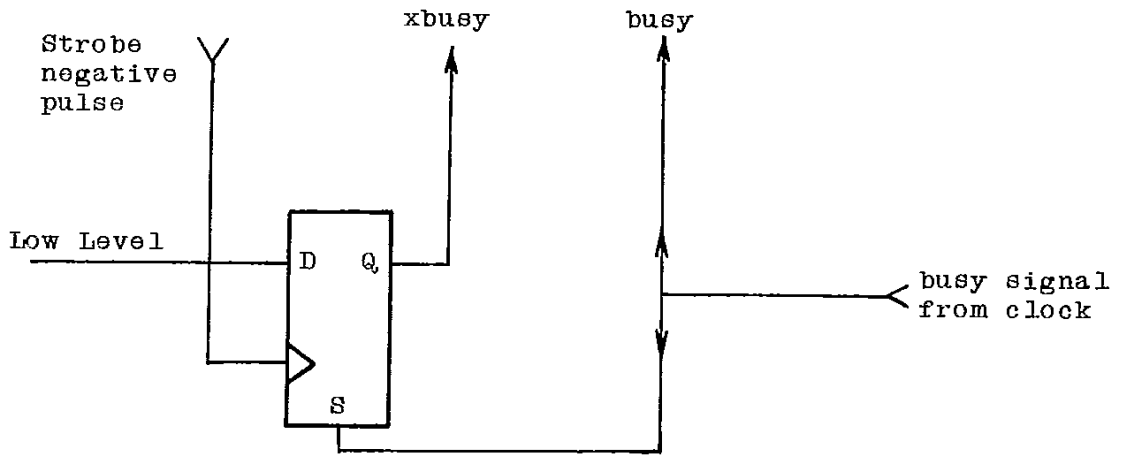 xbusy
busy
Strobe
negative
pulse
Low Level
D
Q
busy signal
from clock
S